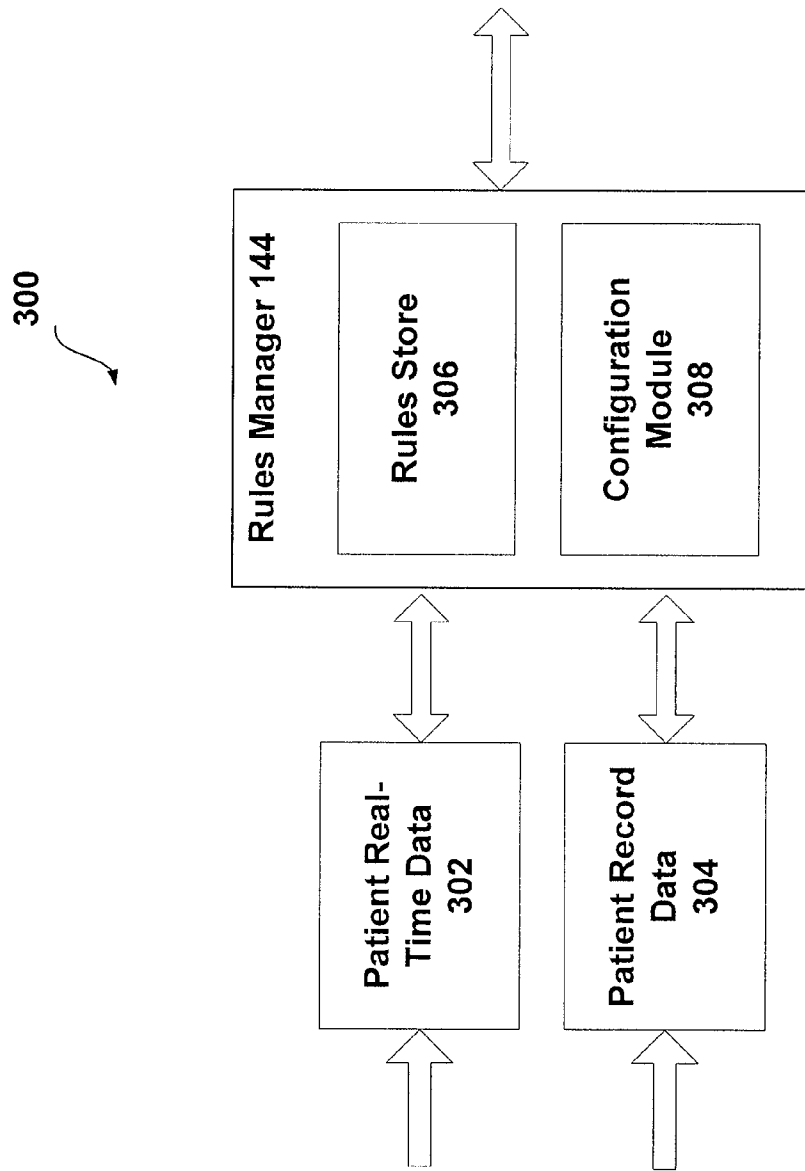 300
Rules Manager 144
Rules Store
306
Configuration
Module
308
Patient Real-
Time Data
302
Patient Record
Data
304